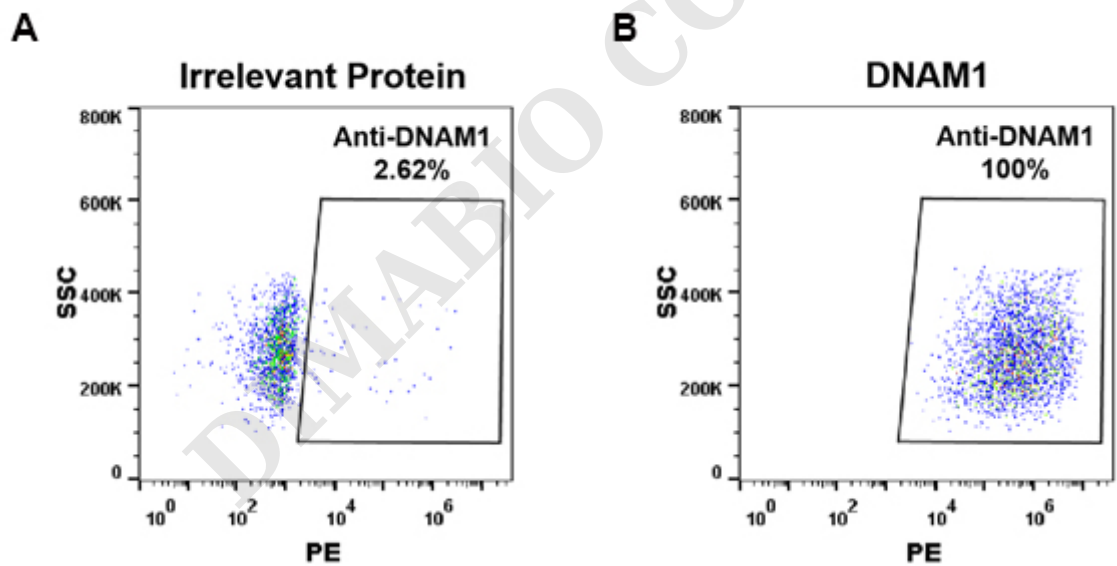 A
Irrelevant Protein
800K
Anti-DNAM1
2.62%
600K
SSC
400K
200K
0
10^0 10^2 10^4 10^6
PE
B
DNAM1
800K
Anti-DNAM1
100%
600K
SSC
400K
200K
0
10^0 10^2 10^4 10^6
PE
DIMABIO